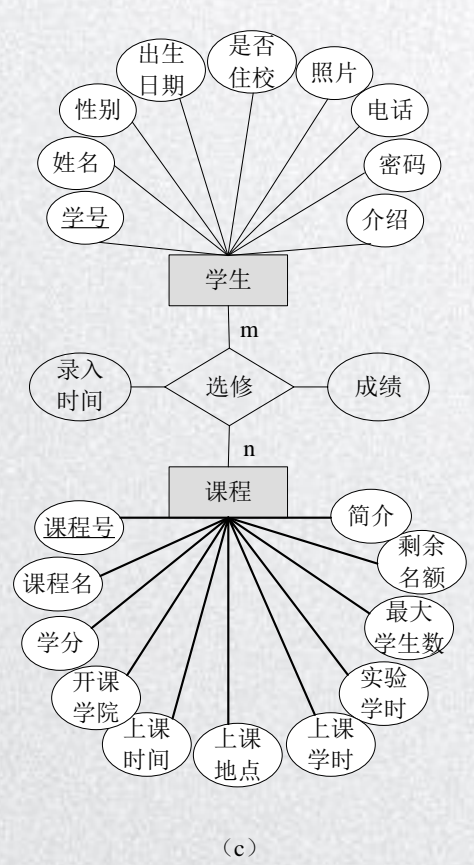 出生
日期
是否
住校
照片
性别
电话
姓名
密码
学号
介绍
学生
m
录入
时间
选修
成绩
n
课程
课程号
简介
课程名
剩余
名额
学分
最大
学生数
开课
学院
实验
学时
上课
时间
上课
地点
上课
学时
（c）